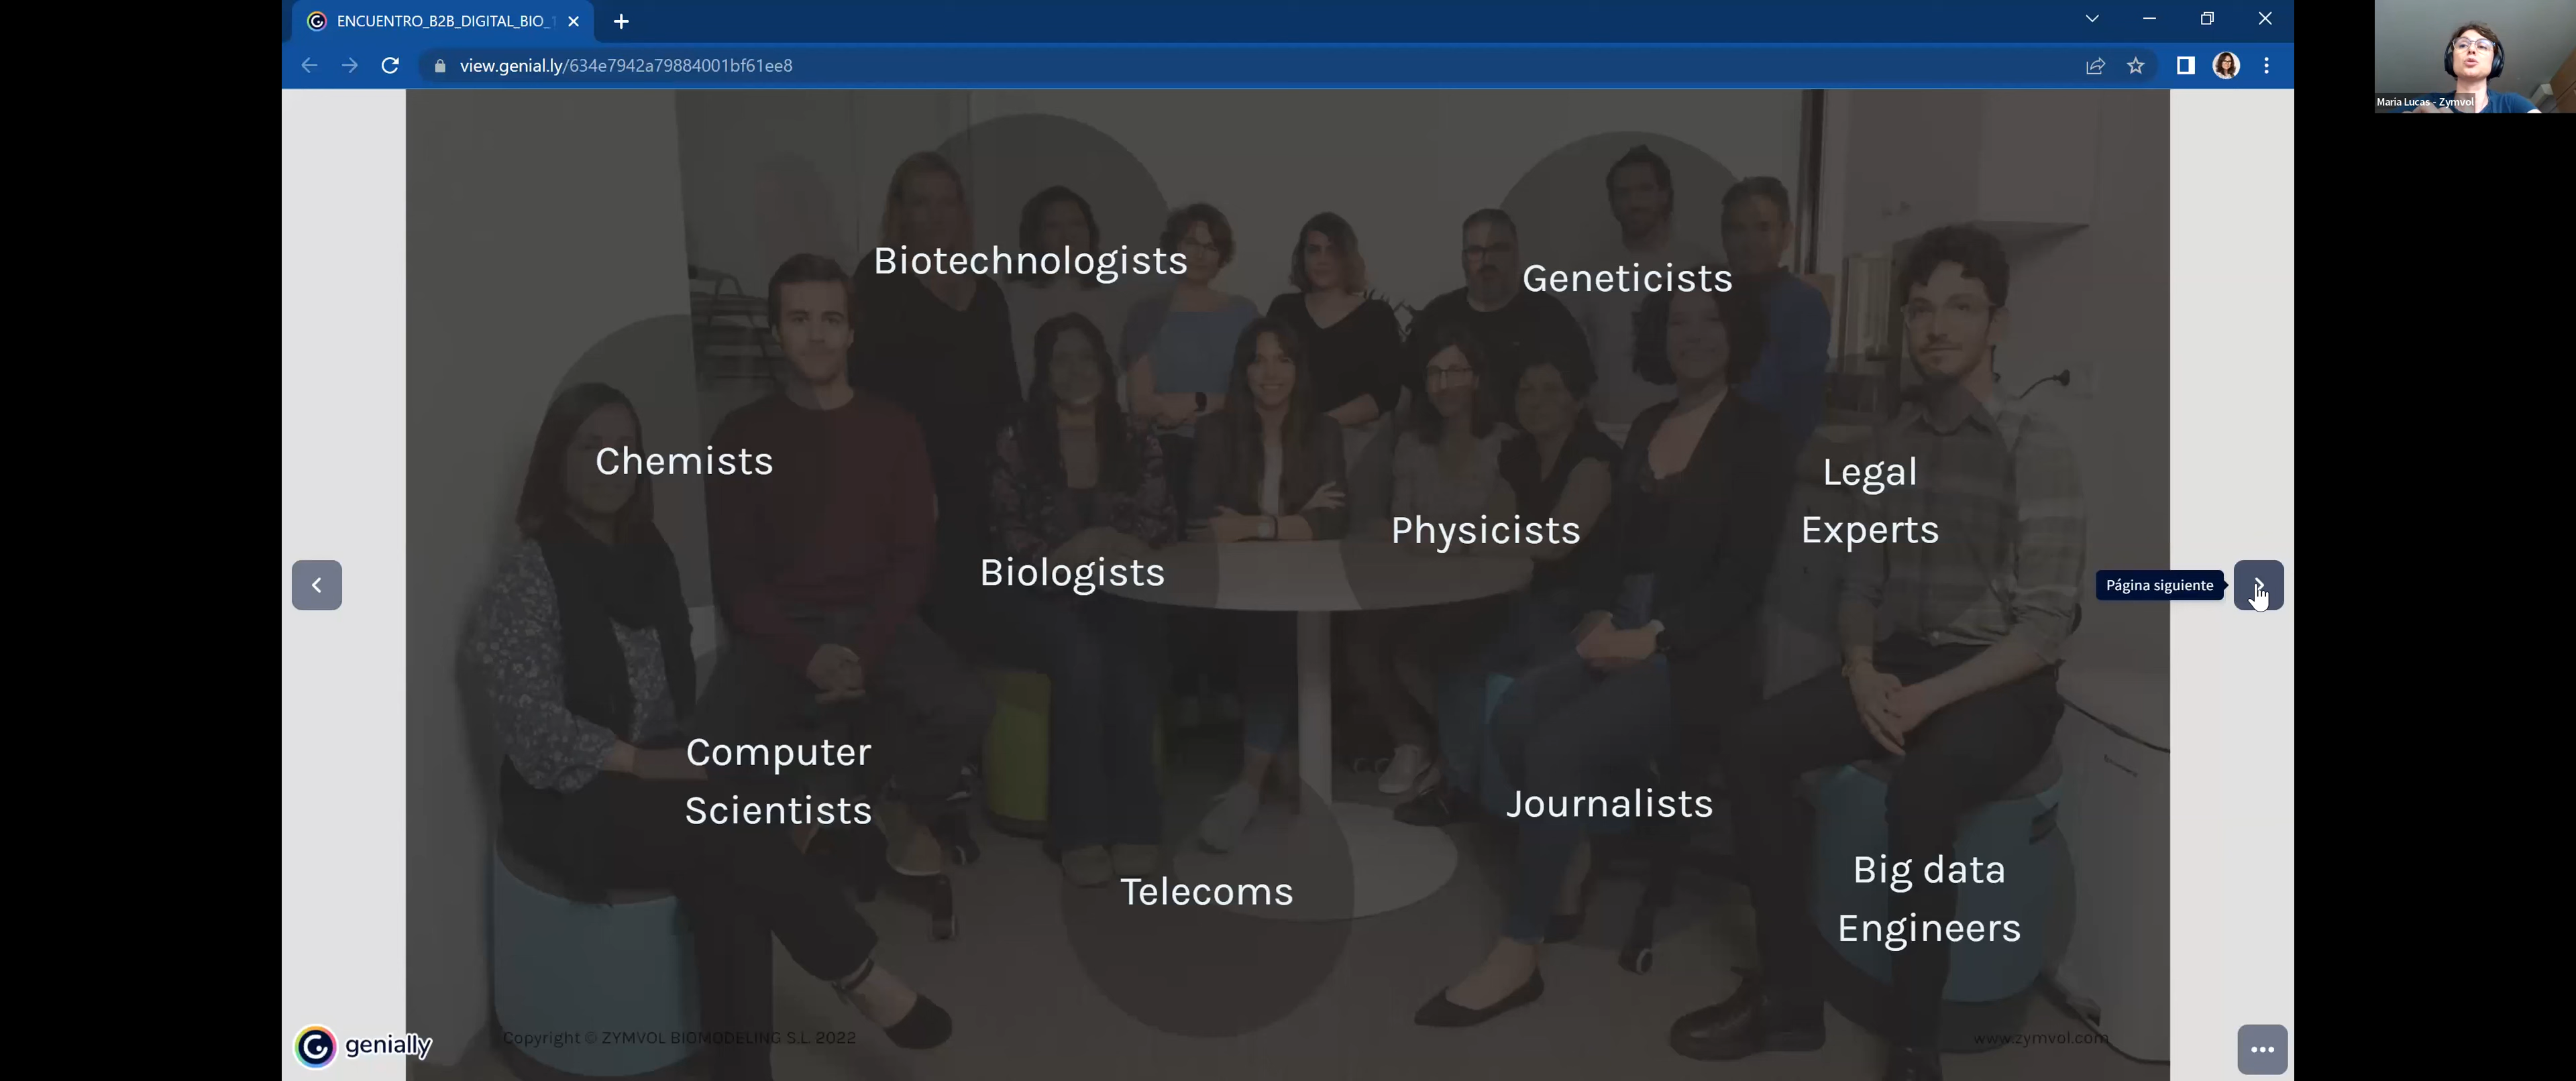 ENCUENTRO_B2B_DIGITAL_BIO_
view.genial.ly/634e7942a79884001bf61ee8
María Lucas - Zymvol
Biotechnologists
Geneticists
Chemists
Legal
Experts
Physicists
Biologists
Página siguiente
Computer
Scientists
Journalists
Telecoms
Big data
Engineers
Copyright © ZYMVOL BIOMODELING S.L. 2022
www.zymvol.com
genially